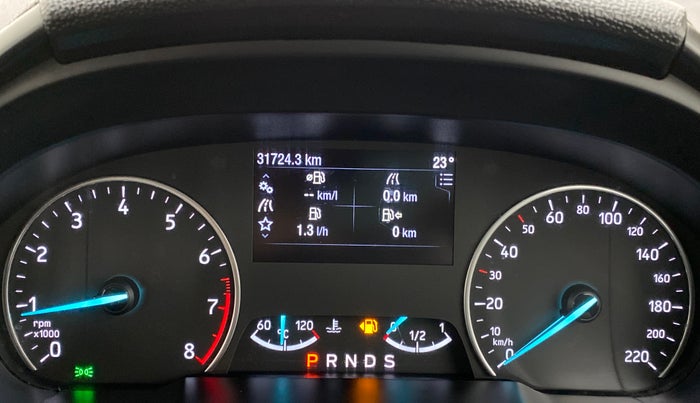 31724.3 km 23°
-- km/l 0.0 km
1.3 l/h 0 km
0 1 2 3 4 5 6 7 8
rpm
x1000
60 °C 120
0 1/2 1
P R N D S
0 10 20 30 40 50 60 80 100 120 140 160 180 200 220
km/h